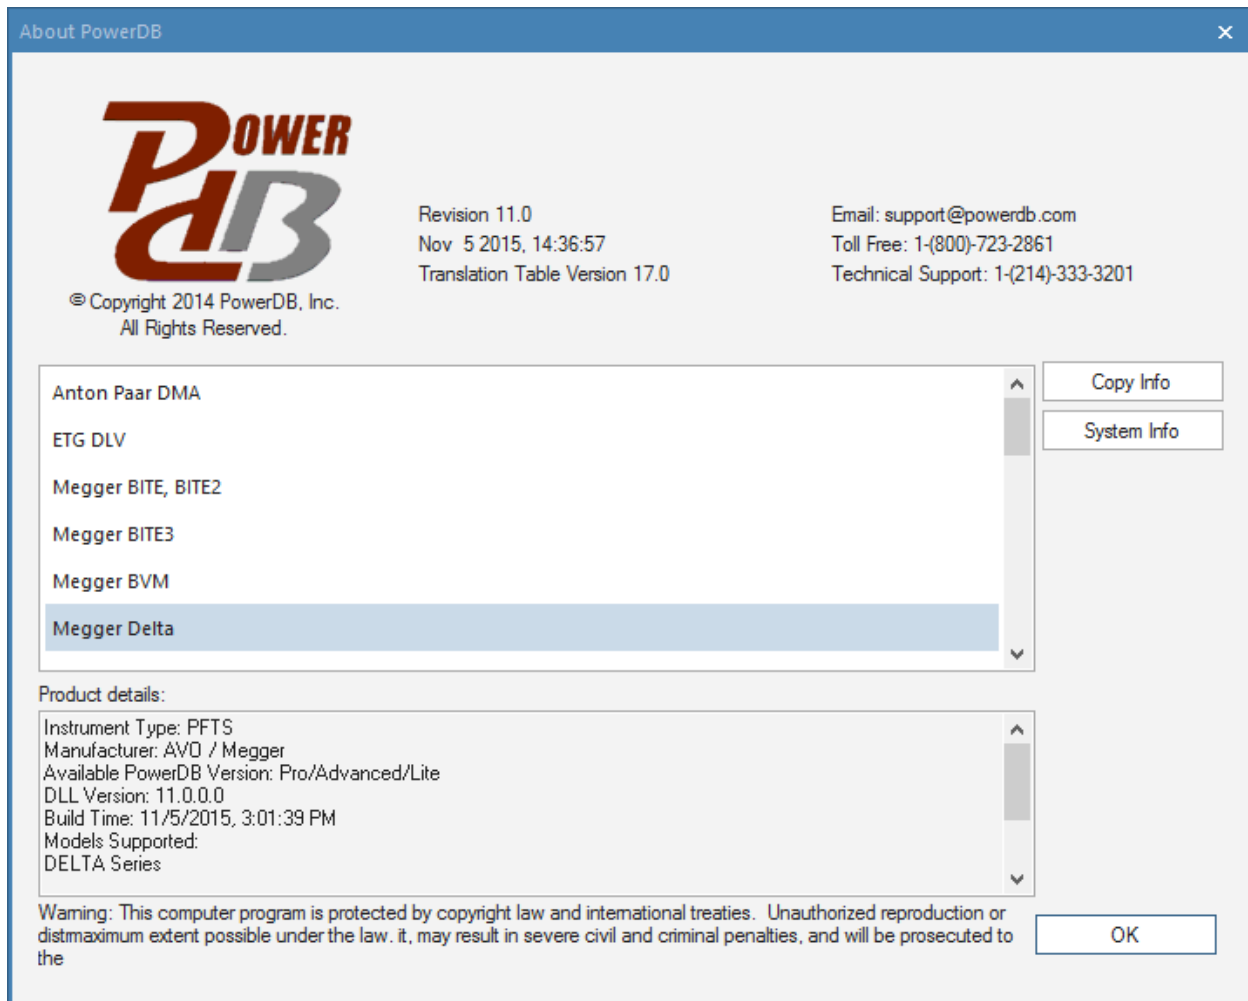 About PowerDB
POWER
dB
Revision 11.0
Nov  5 2015, 14:36:57
Translation Table Version 17.0
Email: support@powerdb.com
Toll Free: 1-(800)-723-2861
Technical Support: 1-(214)-333-3201
© Copyright 2014 PowerDB, Inc.
All Rights Reserved.
Anton Paar DMA
ETG DLV
Megger BITE, BITE2
Megger BITE3
Megger BVM
Megger Delta
Copy Info
System Info
Product details:
Instrument Type: PFTS
Manufacturer: AVO / Megger
Available PowerDB Version: Pro/Advanced/Lite
DLL Version: 11.0.0.0
Build Time: 11/5/2015, 3:01:39 PM
Models Supported:
DELTA Series
Warning: This computer program is protected by copyright law and international treaties.  Unauthorized reproduction or
distmaximum extent possible under the law. it, may result in severe civil and criminal penalties, and will be prosecuted to
the
OK